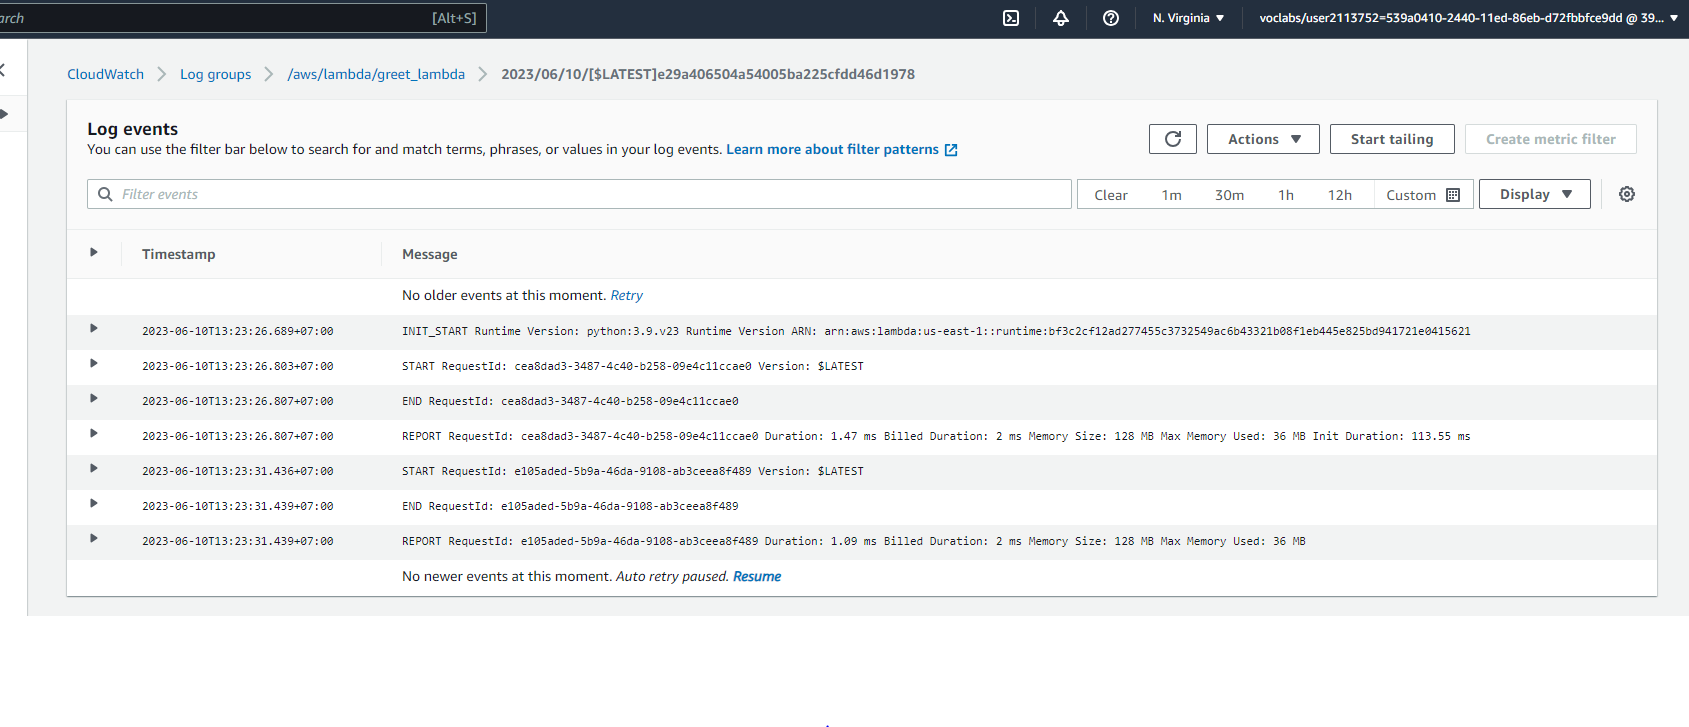 arch [Alt+S] N. Virginia voclabs/user2113752=539a0410-2440-11ed-86eb-d72fbbfce9dd @ 39...
CloudWatch Log groups /aws/lambda/greet_lambda 2023/06/10/[$LATEST]e29a406504a54005ba225cfdd46d1978
Log events
You can use the filter bar below to search for and match terms, phrases, or values in your log events. Learn more about filter patterns
Actions Start tailing Create metric filter
Filter events Clear 1m 30m 1h 12h Custom Display
Timestamp Message
No older events at this moment. Retry
2023-06-10T13:23:26.689+07:00 INIT_START Runtime Version: python:3.9.v23 Runtime Version ARN: arn:aws:lambda:us-east-1::runtime:bf3c2cf12ad277455c3732549ac6b43321b08f1eb445e825bd941721e0415621
2023-06-10T13:23:26.803+07:00 START RequestId: cea8dad3-3487-4c40-b258-09e4c11ccae0 Version: $LATEST
2023-06-10T13:23:26.807+07:00 END RequestId: cea8dad3-3487-4c40-b258-09e4c11ccae0
2023-06-10T13:23:26.807+07:00 REPORT RequestId: cea8dad3-3487-4c40-b258-09e4c11ccae0 Duration: 1.47 ms Billed Duration: 2 ms Memory Size: 128 MB Max Memory Used: 36 MB Init Duration: 113.55 ms
2023-06-10T13:23:31.436+07:00 START RequestId: e105aded-5b9a-46da-9108-ab3ceea8f489 Version: $LATEST
2023-06-10T13:23:31.439+07:00 END RequestId: e105aded-5b9a-46da-9108-ab3ceea8f489
2023-06-10T13:23:31.439+07:00 REPORT RequestId: e105aded-5b9a-46da-9108-ab3ceea8f489 Duration: 1.09 ms Billed Duration: 2 ms Memory Size: 128 MB Max Memory Used: 36 MB
No newer events at this moment. Auto retry paused. Resume